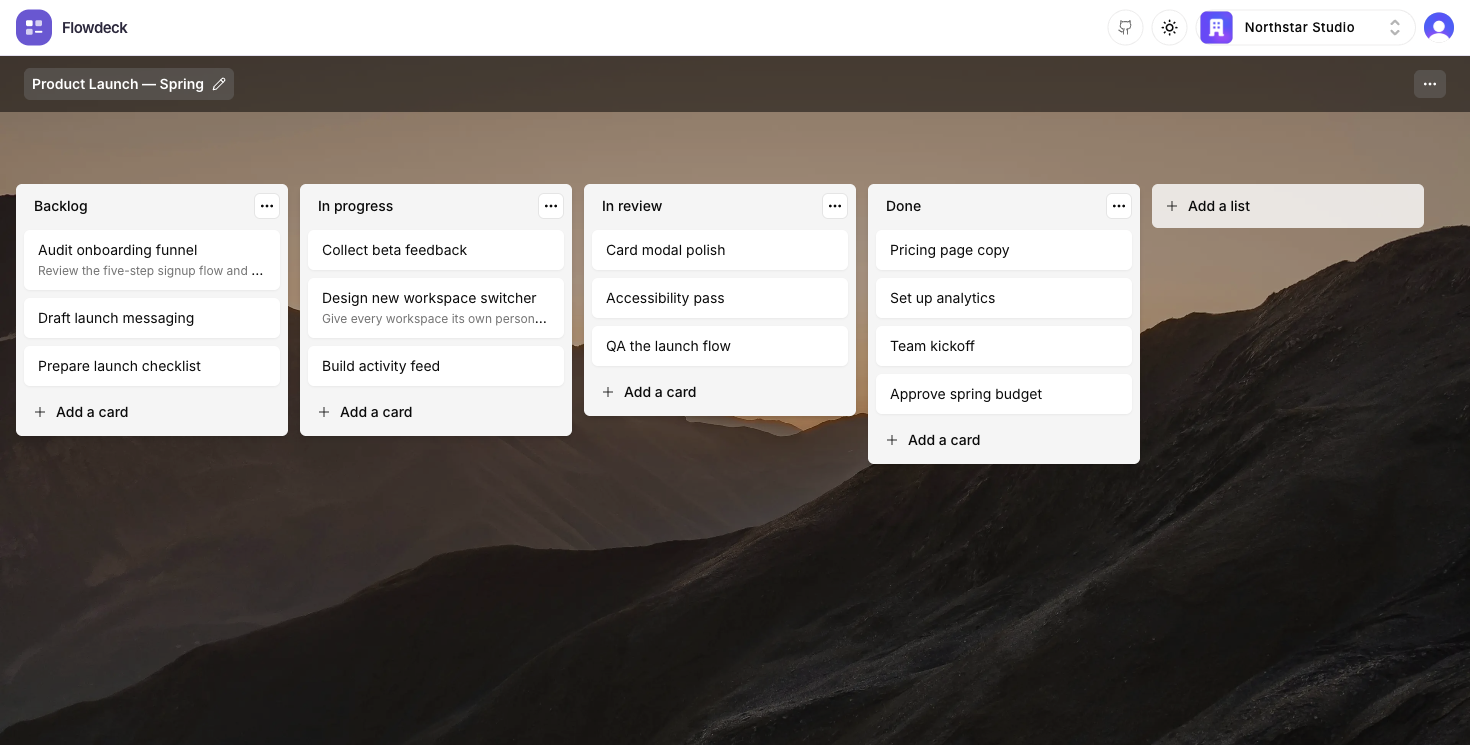 Flowdeck
Northstar Studio
Product Launch — Spring
Backlog
Audit onboarding funnel
Review the five-step signup flow and ...
Draft launch messaging
Prepare launch checklist
Add a card
In progress
Collect beta feedback
Design new workspace switcher
Give every workspace its own person...
Build activity feed
Add a card
In review
Card modal polish
Accessibility pass
QA the launch flow
Add a card
Done
Pricing page copy
Set up analytics
Team kickoff
Approve spring budget
Add a card
Add a list